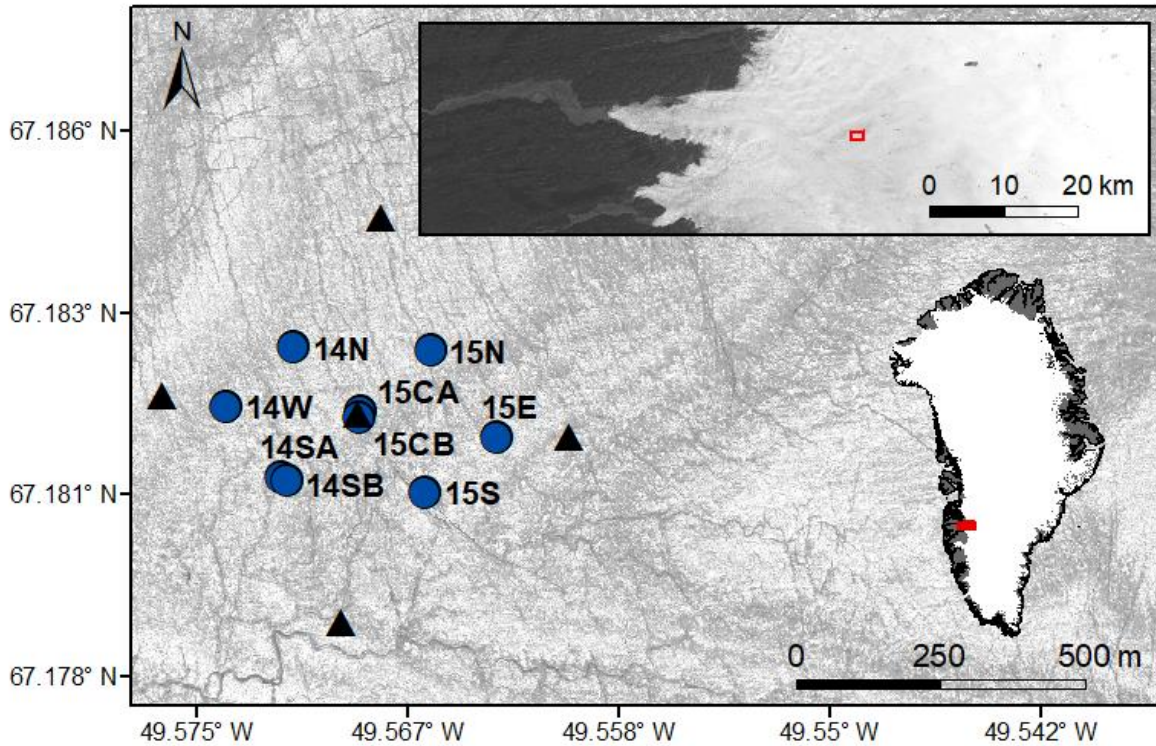 N
67.186° N
67.183° N
67.181° N
67.178° N
0 10 20 km
14N
15N
15CA
14W
15E
15CB
14SA
14SB
15S
0 250 500 m
49.575° W
49.567° W
49.558° W
49.55° W
49.542° W